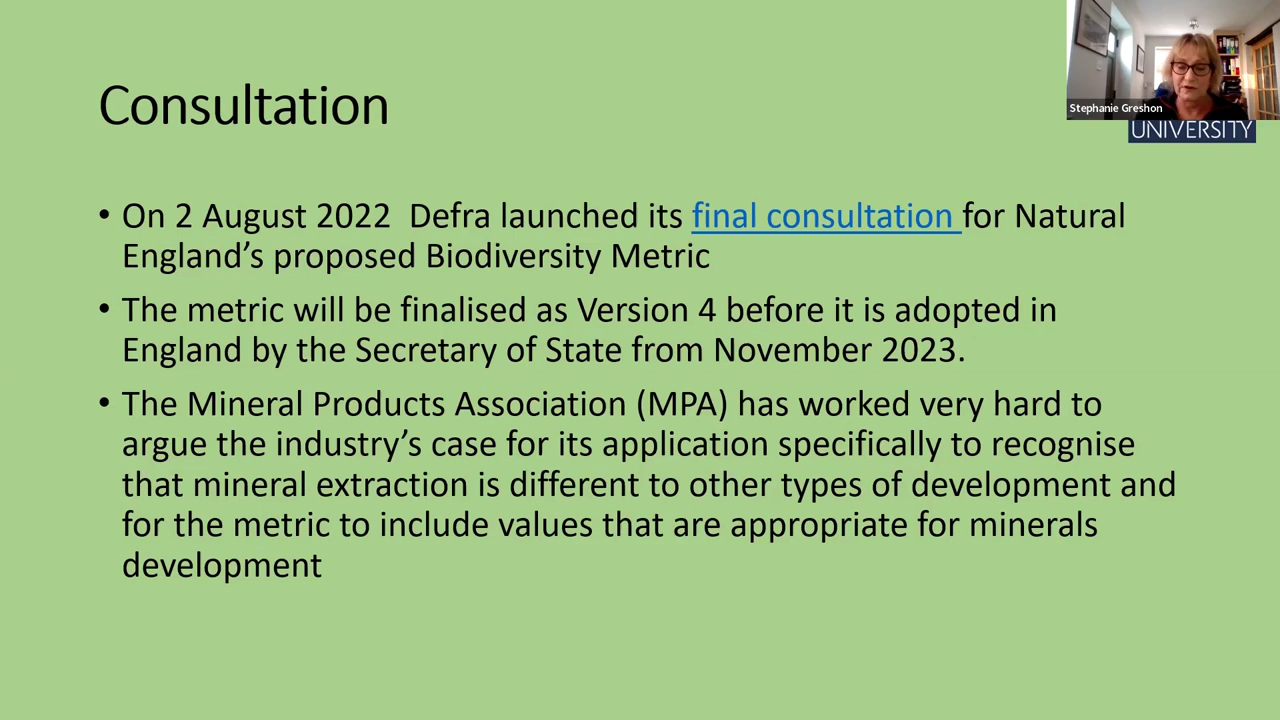 Consultation
Stephanie Greshon
UNIVERSITY
• On 2 August 2022  Defra launched its final consultation for Natural
England’s proposed Biodiversity Metric
• The metric will be finalised as Version 4 before it is adopted in
England by the Secretary of State from November 2023.
• The Mineral Products Association (MPA) has worked very hard to
argue the industry’s case for its application specifically to recognise
that mineral extraction is different to other types of development and
for the metric to include values that are appropriate for minerals
development